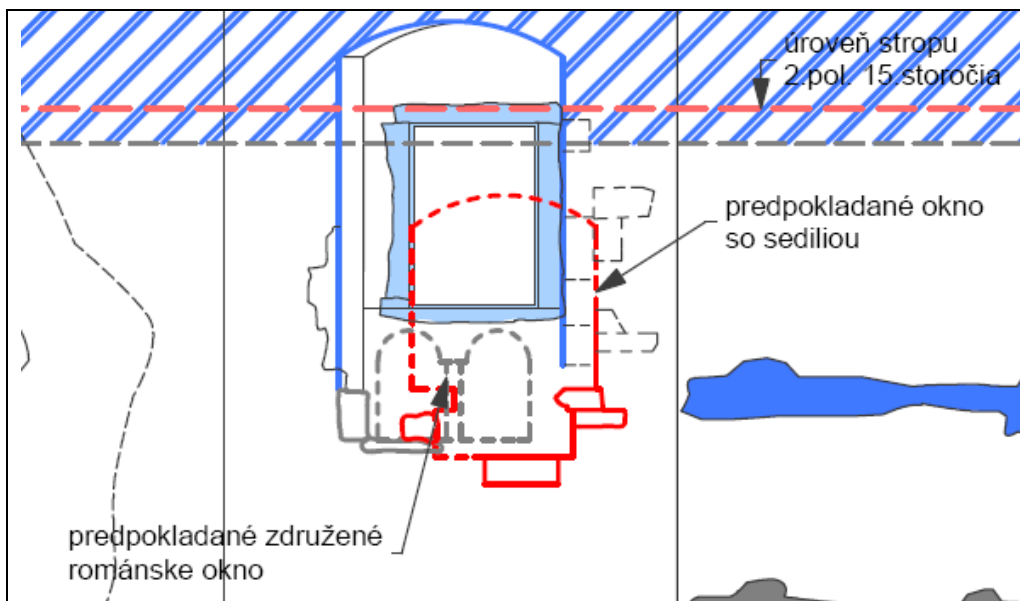 úroveň stropu
2.pol. 15.storočia
predpokladané okno
so sediliou
predpokladané združené
románske okno